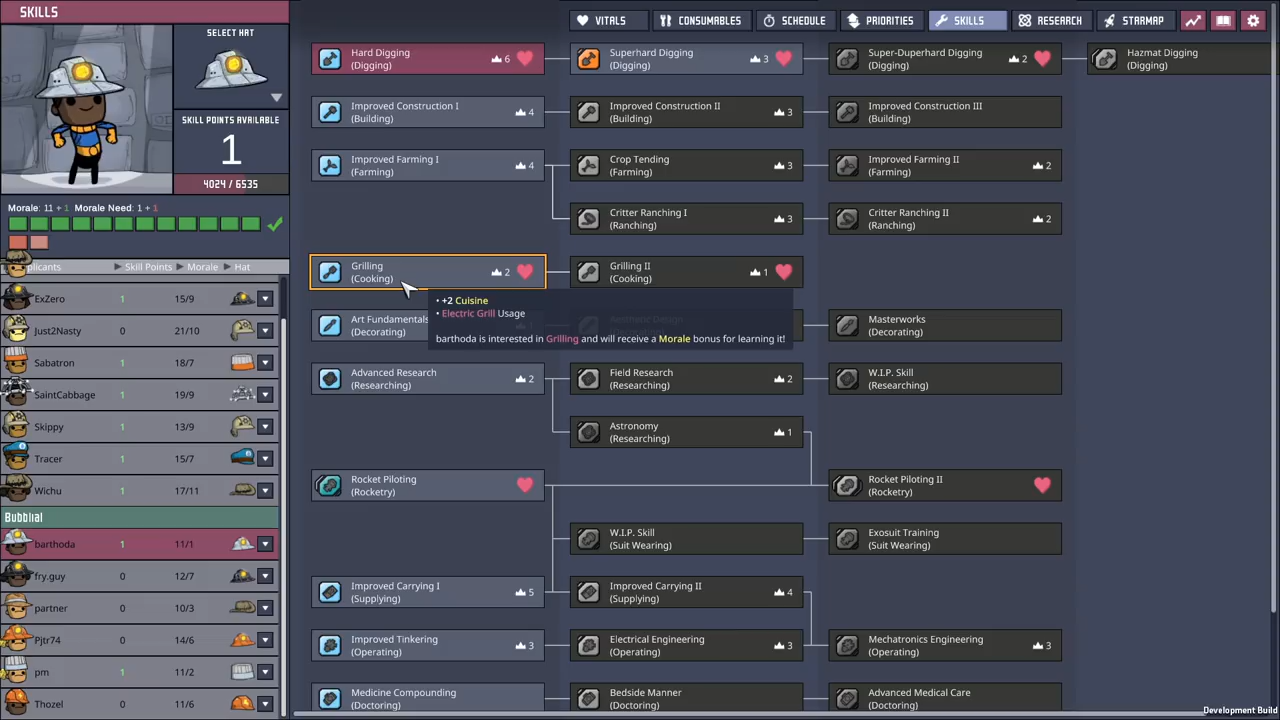 SKILLS
VITALS
CONSUMABLES
SCHEDULE
PRIORITIES
SKILLS
RESEARCH
STARMAP
SELECT HAT
SKILL POINTS AVAILABLE
1
4024 / 6535
Morale: 11 + 1 Morale Need: 1 + 1
plicants
Skill Points
Morale
Hat
ExZero 1 15/9
Just2Nasty 0 21/10
Sabatron 1 18/7
SaintCabbage 1 19/9
Skippy 1 13/9
Tracer 1 15/7
Wichu 1 17/11
Bubblial
barthoda 1 11/1
fry.guy 0 12/7
partner 0 10/3
Pjtr74 0 14/6
pm 1 11/2
Thozel 0 11/6
Hard Digging
(Digging)
6
Superhard Digging
(Digging)
3
Super-Duperhard Digging
(Digging)
2
Hazmat Digging
(Digging)
Improved Construction I
(Building)
4
Improved Construction II
(Building)
3
Improved Construction III
(Building)
Improved Farming I
(Farming)
4
Crop Tending
(Farming)
3
Improved Farming II
(Farming)
2
Critter Ranching I
(Ranching)
3
Critter Ranching II
(Ranching)
2
Grilling
(Cooking)
2
Grilling II
(Cooking)
1
• +2 Cuisine
• Electric Grill Usage
barthoda is interested in Grilling and will receive a Morale bonus for learning it!
Art Fundamentals
(Decorating)
Masterworks
(Decorating)
Advanced Research
(Researching)
2
Field Research
(Researching)
2
W.I.P. Skill
(Researching)
Astronomy
(Researching)
1
Rocket Piloting
(Rocketry)
Rocket Piloting II
(Rocketry)
W.I.P. Skill
(Suit Wearing)
Exosuit Training
(Suit Wearing)
Improved Carrying I
(Supplying)
5
Improved Carrying II
(Supplying)
4
Improved Tinkering
(Operating)
3
Electrical Engineering
(Operating)
3
Mechatronics Engineering
(Operating)
3
Medicine Compounding
(Doctoring)
Bedside Manner
(Doctoring)
Advanced Medical Care
(Doctoring)
Development Build